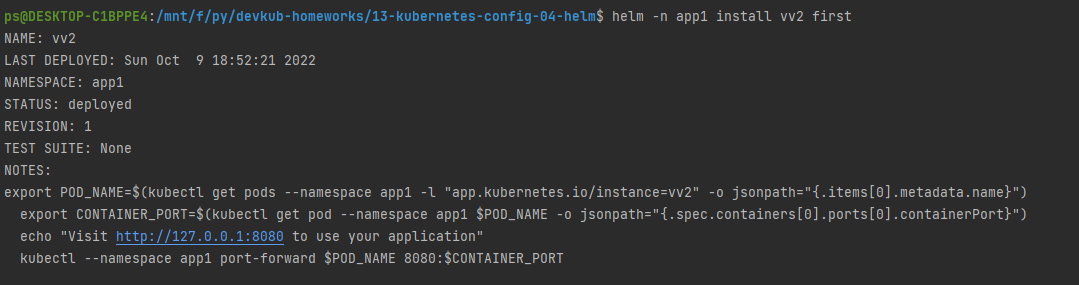 ps@DESKTOP-C1BPPE4:/mnt/f/py/devkub-homeworks/13-kubernetes-config-04-helm$ helm -n app1 install vv2 first
NAME: vv2
LAST DEPLOYED: Sun Oct  9 18:52:21 2022
NAMESPACE: app1
STATUS: deployed
REVISION: 1
TEST SUITE: None
NOTES:
export POD_NAME=$(kubectl get pods --namespace app1 -l "app.kubernetes.io/instance=vv2" -o jsonpath="{.items[0].metadata.name}")
  export CONTAINER_PORT=$(kubectl get pod --namespace app1 $POD_NAME -o jsonpath="{.spec.containers[0].ports[0].containerPort}")
  echo "Visit http://127.0.0.1:8080 to use your application"
  kubectl --namespace app1 port-forward $POD_NAME 8080:$CONTAINER_PORT